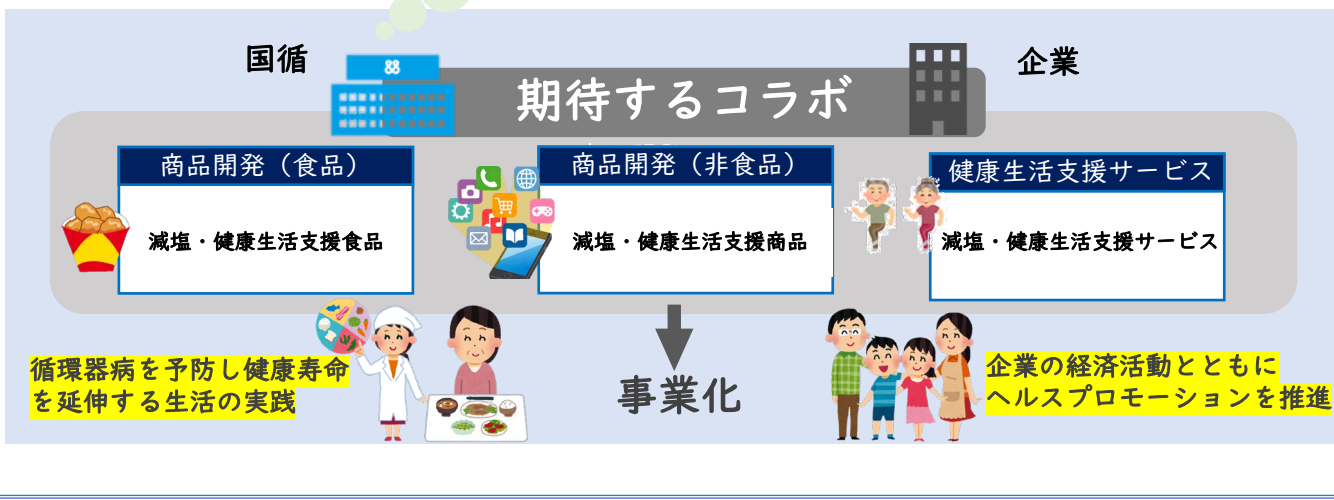 国循
企業
期待するコラボ
商品開発（食品）
減塩・健康生活支援食品
商品開発（非食品）
減塩・健康生活支援商品
健康生活支援サービス
減塩・健康生活支援サービス
循環器病を予防し健康寿命
を延伸する生活の実践
事業化
企業の経済活動とともに
ヘルスプロモーションを推進